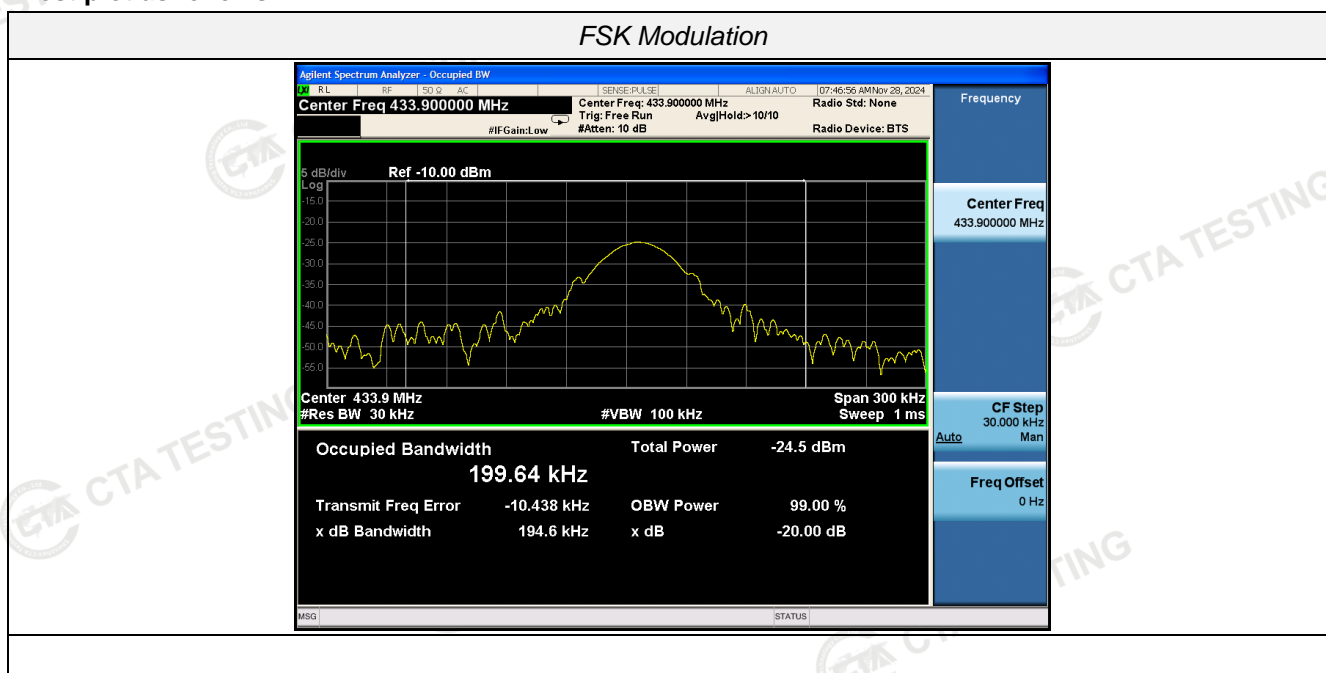 FSK Modulation
Agilent Spectrum Analyzer - Occupied BW
RL RF 50 Ω AC SENSE:PULSE ALIGN AUTO 07:46:56 AM Nov 28, 2024
Center Freq 433.900000 MHz
Center Freq: 433.900000 MHz
Radio Std: None
Trig: Free Run Avg|Hold:>10/10
#IFGain:Low
#Atten: 10 dB
Radio Device: BTS
5 dB/div Ref -10.00 dBm
Log
-15.0
-20.0
-25.0
-30.0
-35.0
-40.0
-45.0
-50.0
-55.0
Center 433.9 MHz Span 300 kHz
#Res BW 30 kHz #VBW 100 kHz Sweep 1 ms
Occupied Bandwidth Total Power -24.5 dBm
199.64 kHz
Transmit Freq Error -10.438 kHz OBW Power 99.00 %
x dB Bandwidth 194.6 kHz x dB -20.00 dB
MSG STATUS
Frequency
Center Freq
433.900000 MHz
CF Step
30.000 kHz
Auto Man
Freq Offset
0 Hz
CTA
CTA TESTING
CTA TESTING
TING